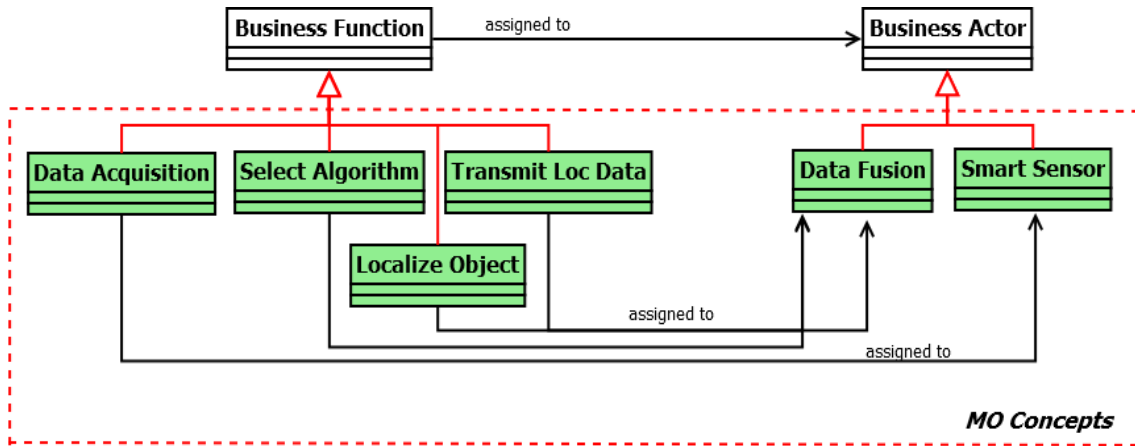 Business Function
assigned to
Business Actor
Data Acquisition
Select Algorithm
Transmit Loc Data
Data Fusion
Smart Sensor
Localize Object
assigned to
assigned to
MO Concepts